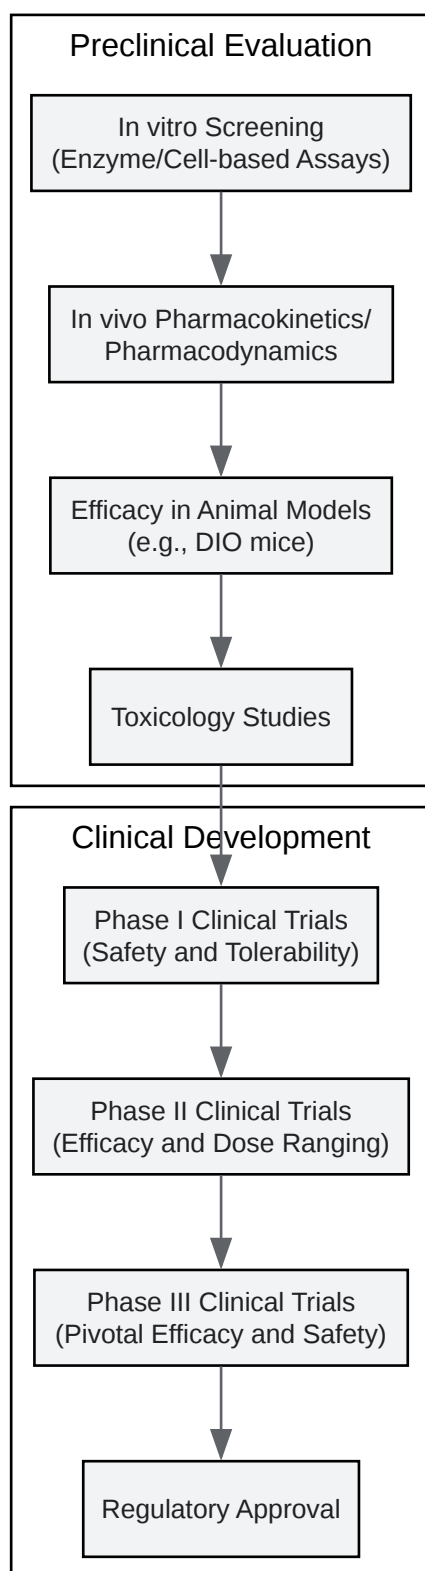 Preclinical Evaluation
In vitro Screening
(Enzyme/Cell-based Assays)
In vivo Pharmacokinetics/
Pharmacodynamics
Efficacy in Animal Models
(e.g., DIO mice)
Toxicology Studies
Clinical Development
Phase I Clinical Trials
(Safety and Tolerability)
Phase II Clinical Trials
(Efficacy and Dose Ranging)
Phase III Clinical Trials
(Pivotal Efficacy and Safety)
Regulatory Approval